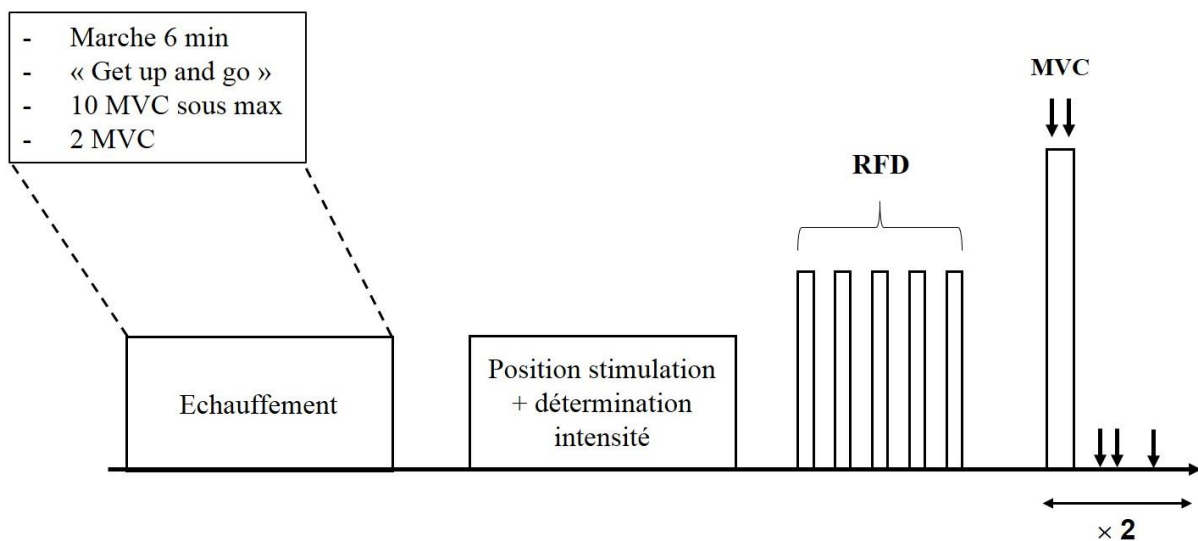 - Marche 6 min
- « Get up and go »
- 10 MVC sous max
- 2 MVC
MVC
RFD
Echauffement
Position stimulation
+ détermination
intensité
× 2